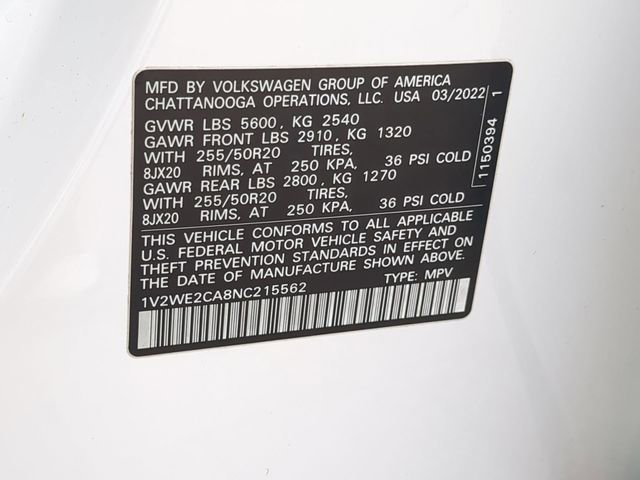 MFD BY VOLKSWAGEN GROUP OF AMERICA
CHATTANOOGA OPERATIONS, LLC. USA 03/2022
GVWR LBS 5600, KG 2540
GAWR FRONT LBS 2910, KG 1320
WITH 255/50R20 TIRES,
8JX20 RIMS, AT 250 KPA, 36 PSI COLD
GAWR REAR LBS 2800, KG 1270
WITH 255/50R20 TIRES,
8JX20 RIMS, AT 250 KPA, 36 PSI COLD
THIS VEHICLE CONFORMS TO ALL APPLICABLE
U.S. FEDERAL MOTOR VEHICLE SAFETY AND
THEFT PREVENTION STANDARDS IN EFFECT ON
THE DATE OF MANUFACTURE SHOWN ABOVE.
1V2WE2CA8NC215562 TYPE: MPV
1150394 1